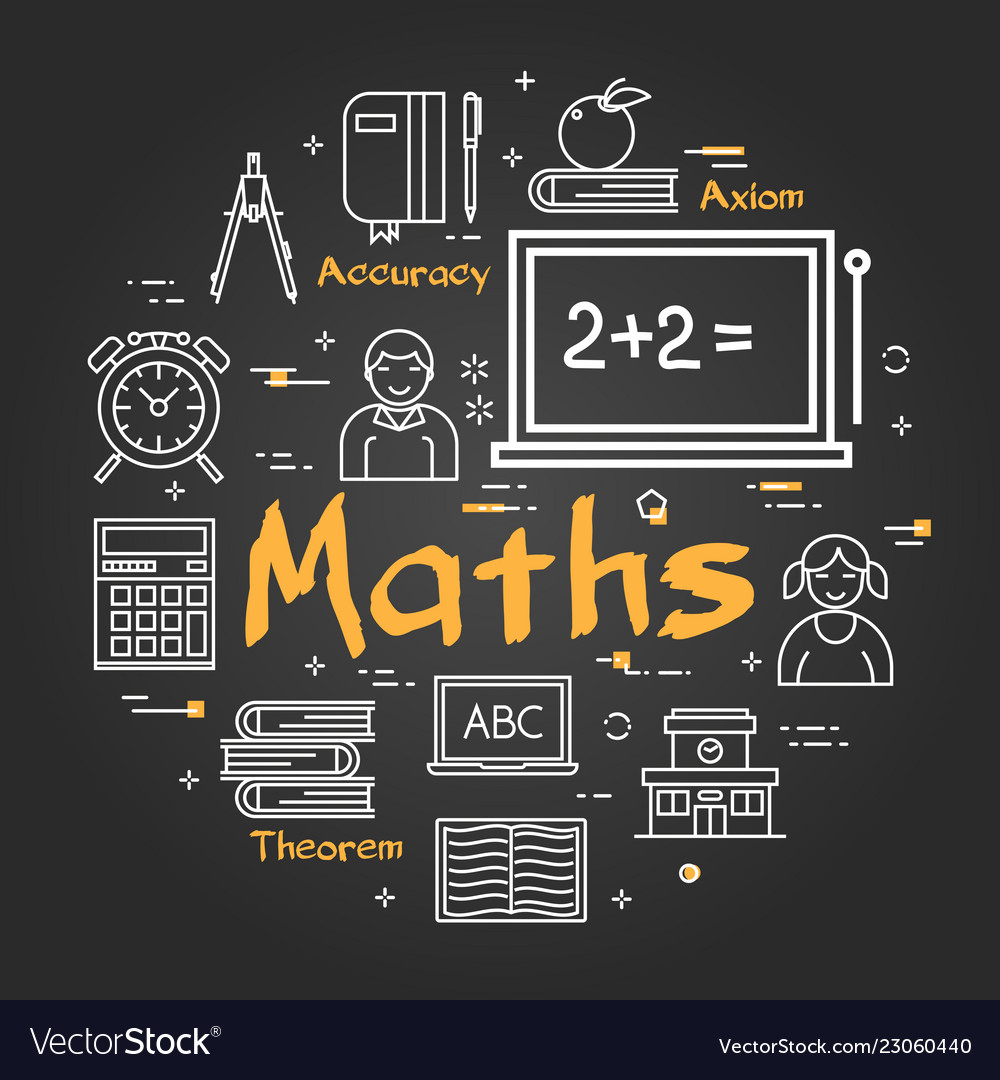 Axiom
Accuracy
2+2=
Maths
ABC
Theorem
VectorStock®
VectorStock.com/23060440